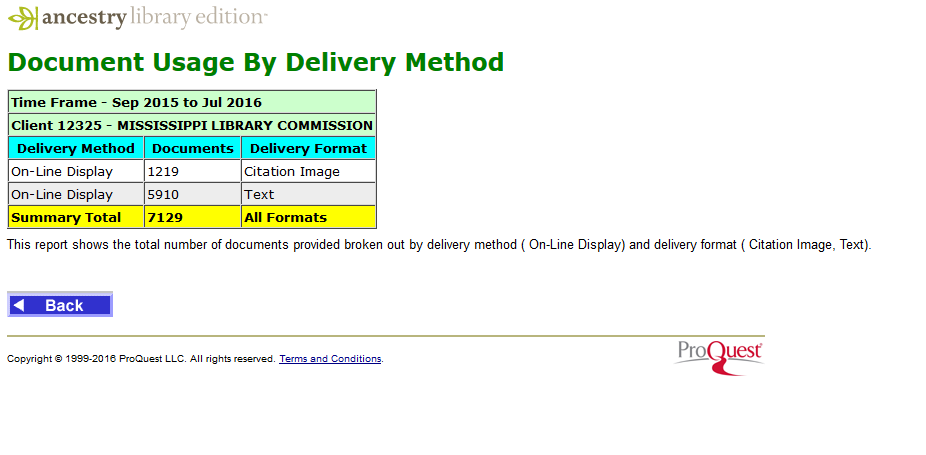 ancestry library edition™
Document Usage By Delivery Method
Time Frame - Sep 2015 to Jul 2016
Client 12325 - MISSISSIPPI LIBRARY COMMISSION
Delivery Method Documents Delivery Format
On-Line Display 1219 Citation Image
On-Line Display 5910 Text
Summary Total 7129 All Formats
This report shows the total number of documents provided broken out by delivery method ( On-Line Display) and delivery format ( Citation Image, Text).
Back
Copyright © 1999-2016 ProQuest LLC. All rights reserved. Terms and Conditions.
ProQuest